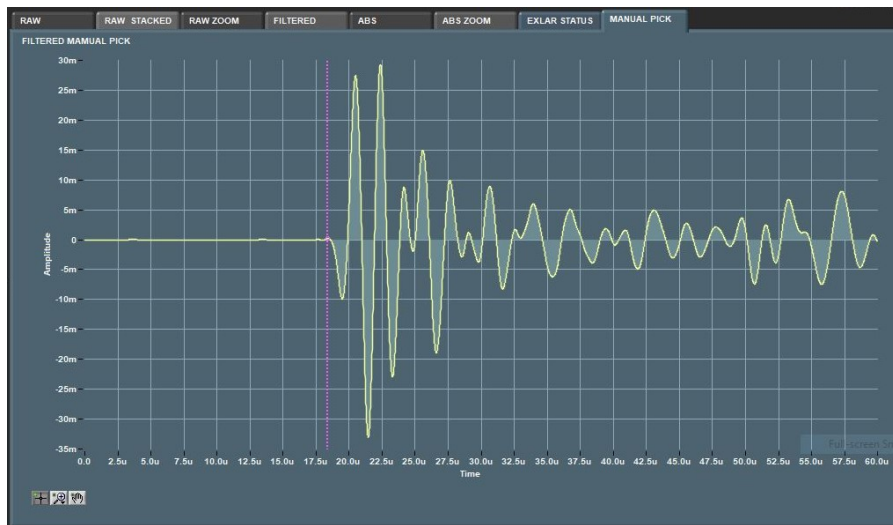 RAW RAW STACKED RAW ZOOM FILTERED ABS ABS ZOOM EXLAR STATUS MANUAL PICK
FILTERED MAMUAL PICK
30m
25m
20m
15m
10m
5m
0
-5m
-10m
-15m
-20m
-25m
-30m
-35m
Amplitude
0.0 2.5u 5.0u 7.5u 10.0u 12.5u 15.0u 17.5u 20.0u 22.5u 25.0u 27.5u 30.0u 32.5u 35.0u 37.5u 40.0u 42.5u 45.0u 47.5u 50.0u 52.5u 55.0u 57.5u 60.0u
Time
Full-screen Sn